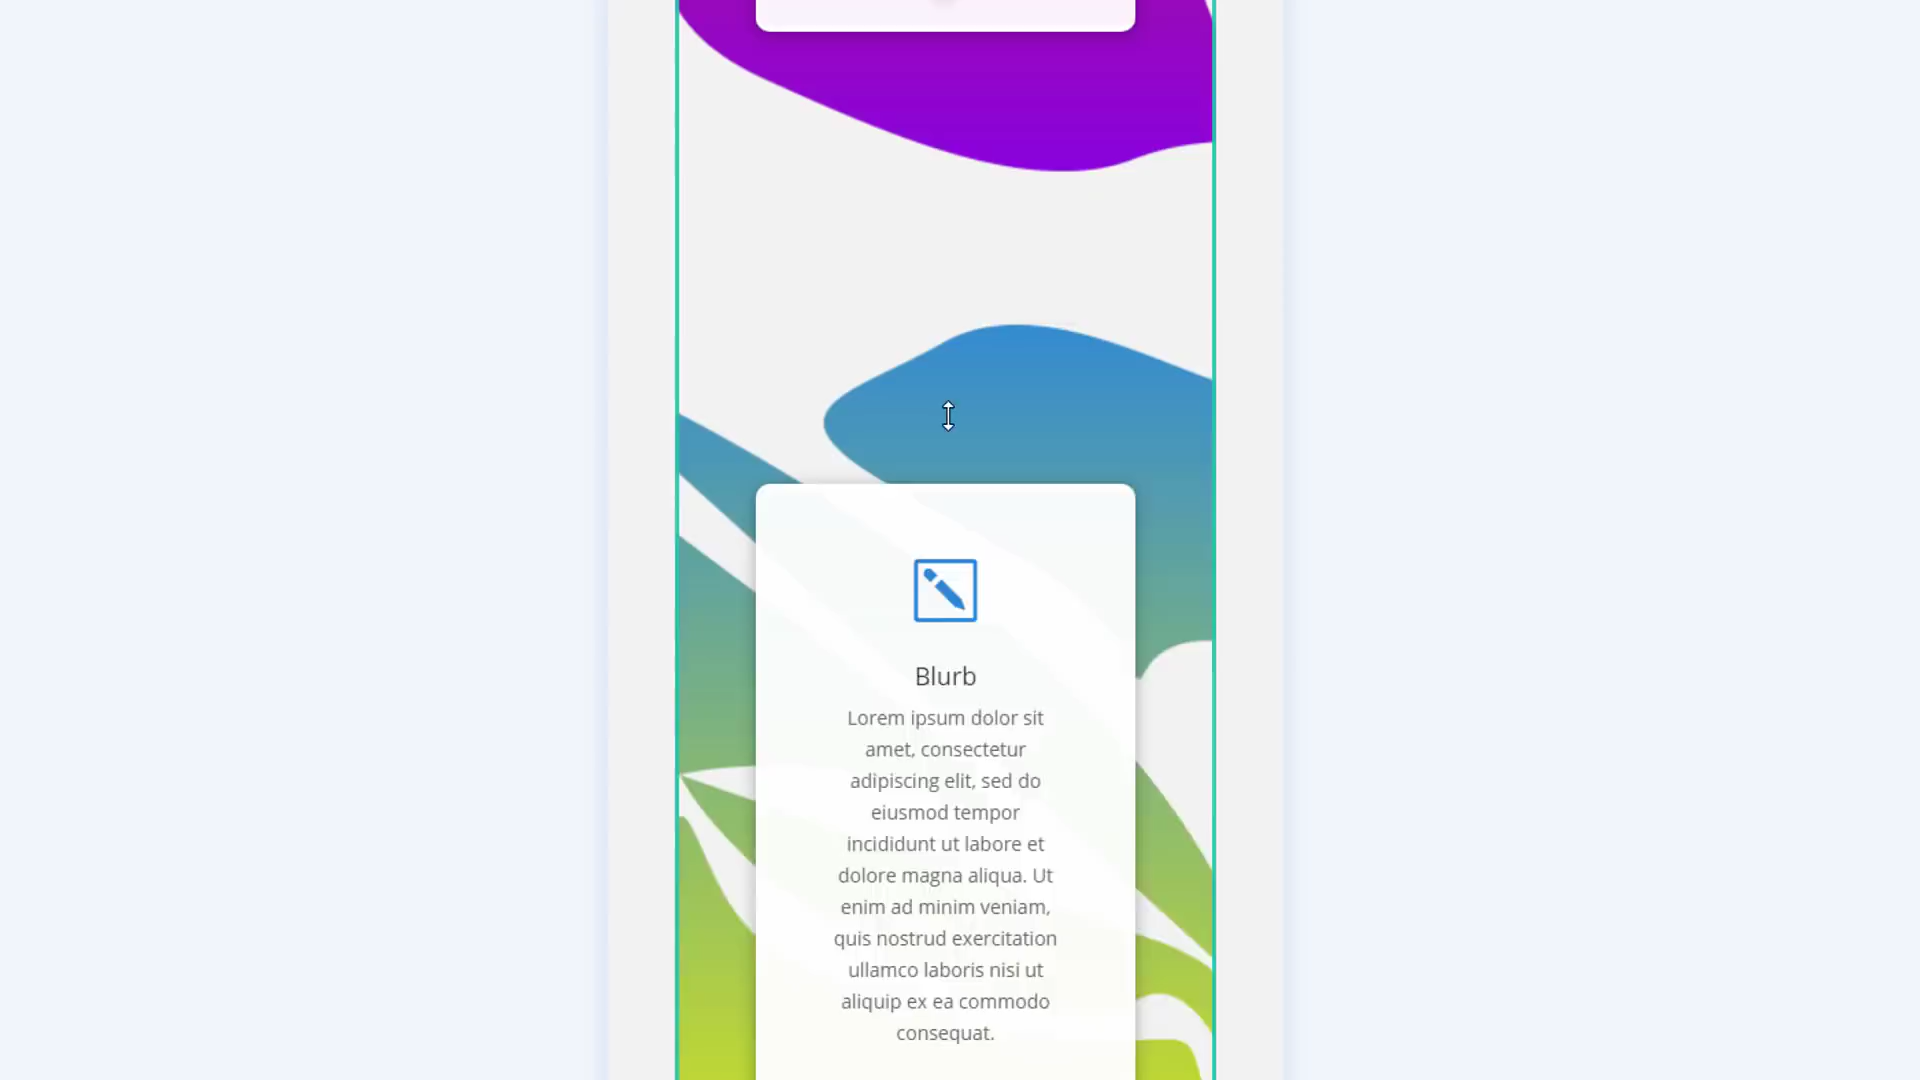 Blurb
Lorem ipsum dolor sit
amet, consectetur
adipiscing elit, sed do
eiusmod tempor
incididunt ut labore et
dolore magna aliqua. Ut
enim ad minim veniam,
quis nostrud exercitation
ullamco laboris nisi ut
aliquip ex ea commodo
consequat.